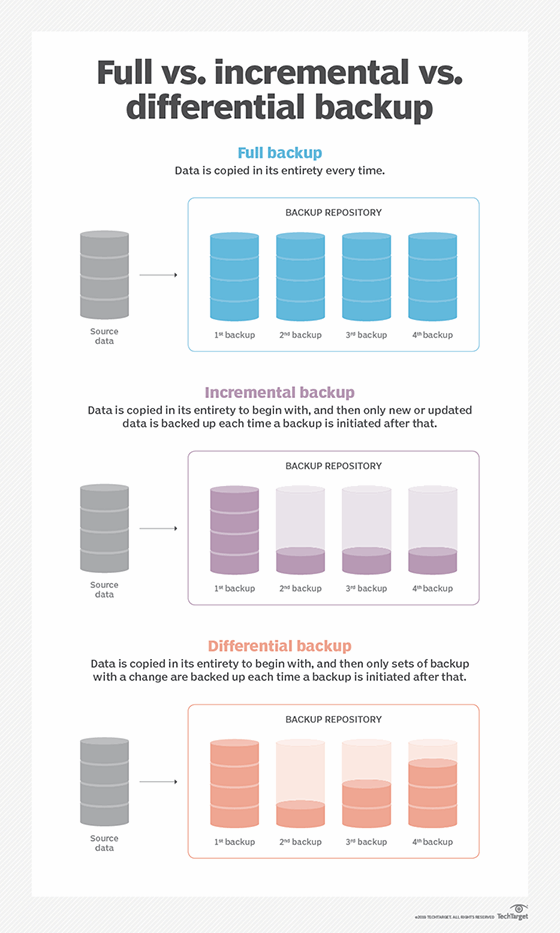 Full vs. incremental vs.
differential backup
Full backup
Data is copied in its entirety every time.
BACKUP REPOSITORY
Source
data
1st backup
2nd backup
3rd backup
4th backup
Incremental backup
Data is copied in its entirety to begin with, and then only new or updated
data is backed up each time a backup is initiated after that.
BACKUP REPOSITORY
Source
data
1st backup
2nd backup
3rd backup
4th backup
Differential backup
Data is copied in its entirety to begin with, and then only sets of backup
with a change are backed up each time a backup is initiated after that.
BACKUP REPOSITORY
Source
data
1st backup
2nd backup
3rd backup
4th backup
TECHTARGET. ALL RIGHTS RESERVED
TechTarget